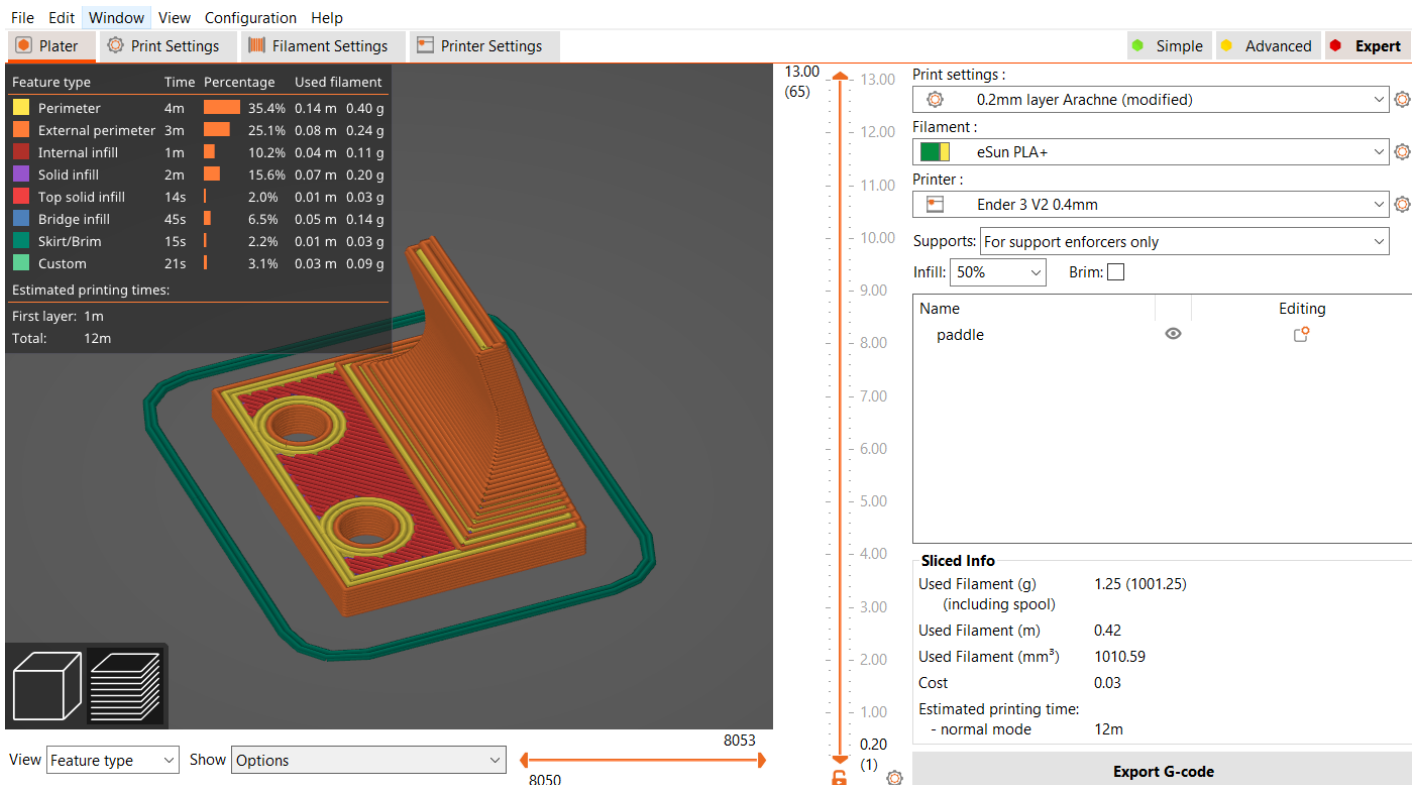 File Edit Window View Configuration Help
Plater Print Settings Filament Settings Printer Settings Simple Advanced Expert
Feature type Time Percentage Used filament
Perimeter 4m 35.4% 0.14 m 0.40 g
External perimeter 3m 25.1% 0.08 m 0.24 g
Internal infill 1m 10.2% 0.04 m 0.11 g
Solid infill 2m 15.6% 0.07 m 0.20 g
Top solid infill 14s 2.0% 0.01 m 0.03 g
Bridge infill 45s 6.5% 0.05 m 0.14 g
Skirt/Brim 15s 2.2% 0.01 m 0.03 g
Custom 21s 3.1% 0.03 m 0.09 g
Estimated printing times:
First layer: 1m
Total: 12m
View Feature type Show Options
8053
8050
13.00
(65)
13.00
12.00
11.00
10.00
9.00
8.00
7.00
6.00
5.00
4.00
3.00
2.00
1.00
0.20
(1)
Print settings :
0.2mm layer Arachne (modified)
Filament :
eSun PLA+
Printer :
Ender 3 V2 0.4mm
Supports: For support enforcers only
Infill: 50% Brim:
Name Editing
paddle
Sliced Info
Used Filament (g) 1.25 (1001.25)
(including spool)
Used Filament (m) 0.42
Used Filament (mm³) 1010.59
Cost 0.03
Estimated printing time:
- normal mode 12m
Export G-code